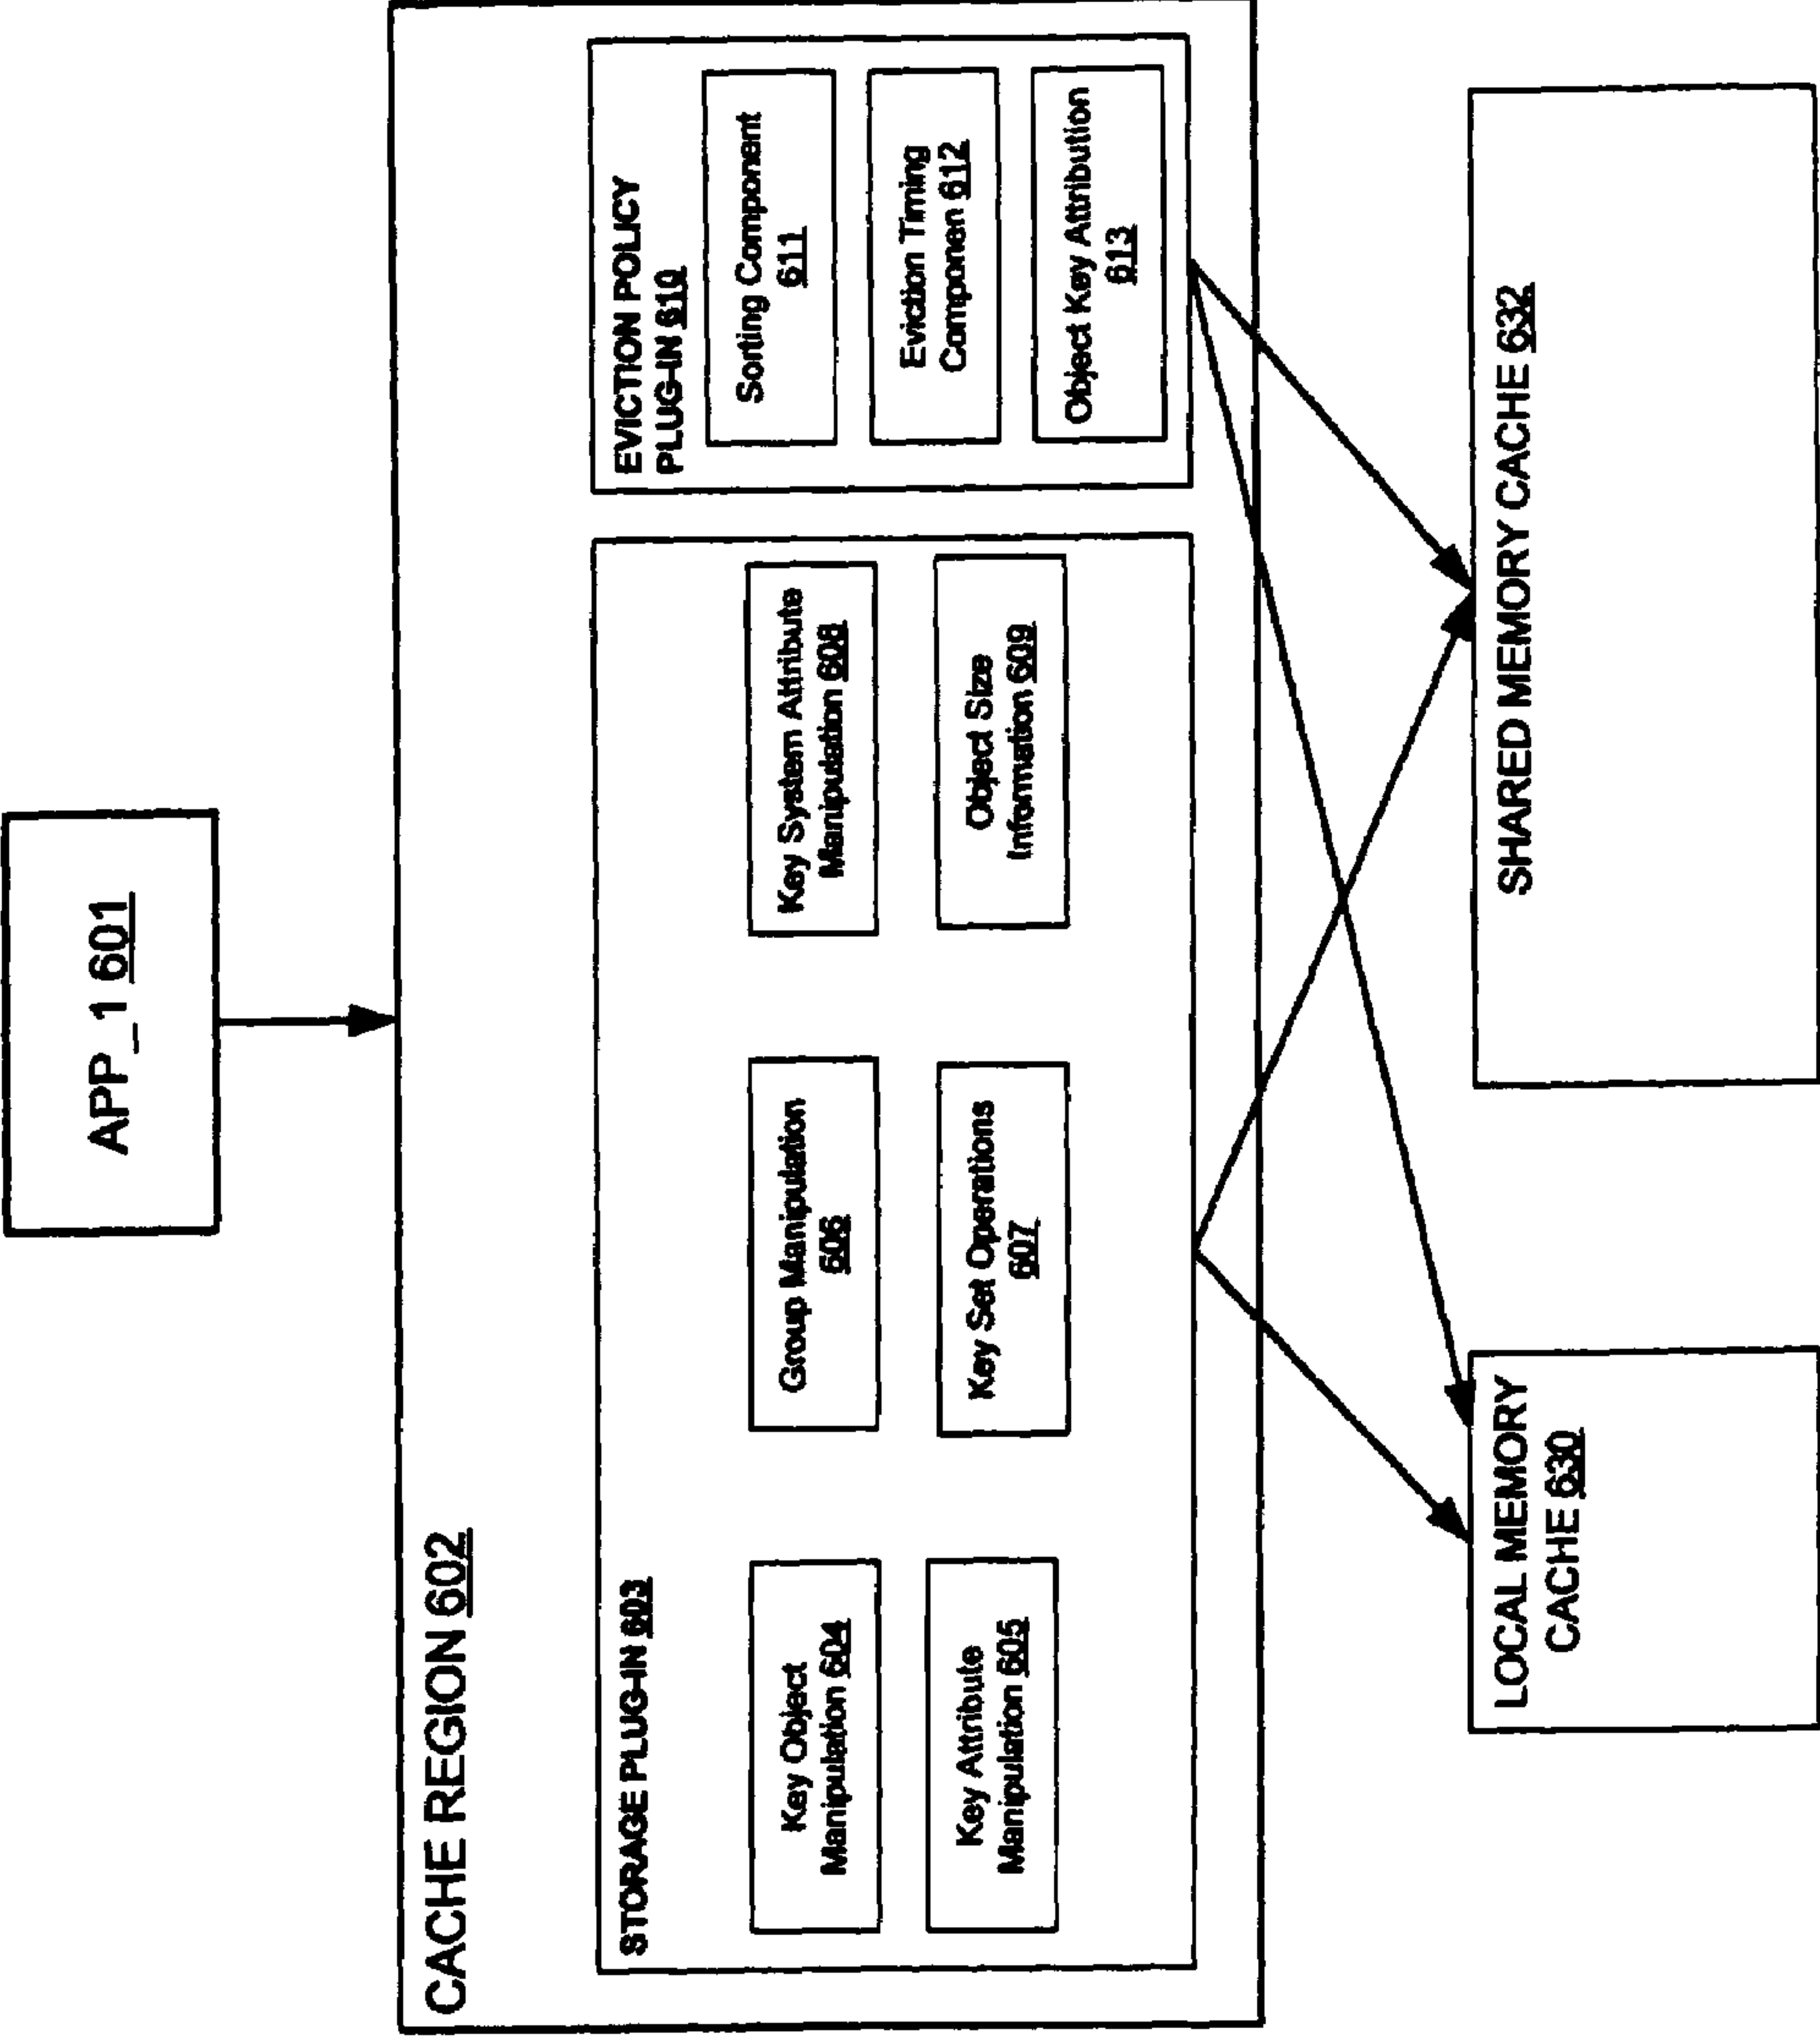 APP_1 601
CACHE REGION 602
STORAGE PLUG-IN 603
Key Object
Manipulation 604
Key Attribute
Manipulation 605
Group Manipulation
606
Key Set Operations
607
Key System Attribute
Manipulation 608
Object Size
Information 609
EVICTION POLICY
PLUG-IN 610
Sorting Component
611
Eviction Timing
Componen 612
Object Key Attribution
613
LOCAL MEMORY
CACHE 630
SHARED MEMORY CACHE 632